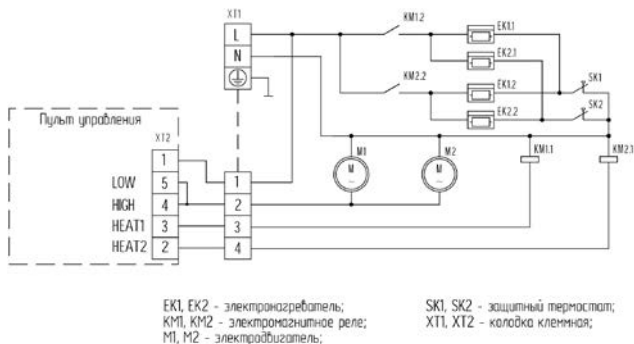 XT1
L
N
KM1.2
KM2.2
EK1.1
EK2.1
EK1.2
EK2.2
SK1
SK2
Пульт управления
XT2
1
LOW 5
HIGH 4
HEAT1 3
HEAT2 2
1
2
3
4
M1
M
~
M2
M
~
KM1.1
KM2.1
EK1, EK2 - электронагреватель;
KM1, KM2 - электромагнитное реле;
M1, M2 - электродвигатель;
SK1, SK2 - защитный термостат;
XT1, XT2 - колодка клеммная;